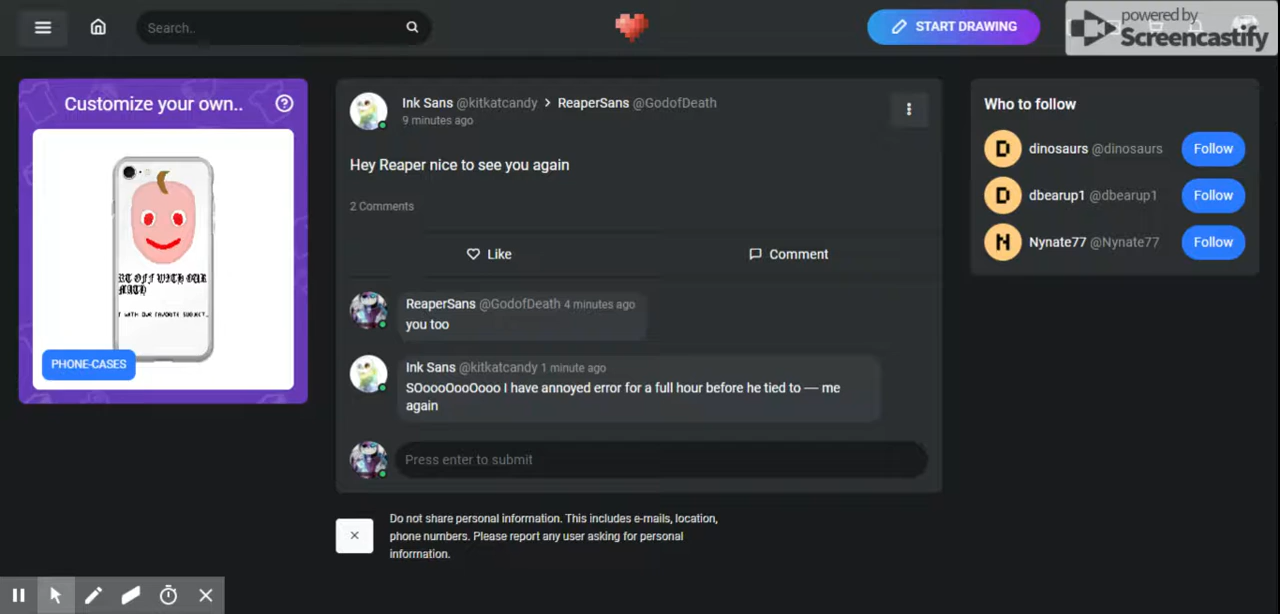 Search..
START DRAWING
powered by
Screencastify
Customize your own..
PHONE-CASES
Ink Sans @kitkatcandy > ReaperSans @GodofDeath
9 minutes ago
Hey Reaper nice to see you again
2 Comments
Like
Comment
ReaperSans @GodofDeath 4 minutes ago
you too
Ink Sans @kitkatcandy 1 minute ago
SOoooOooOooo I have annoyed error for a full hour before he tied to — me
again
Press enter to submit
Do not share personal information. This includes e-mails, location,
phone numbers. Please report any user asking for personal
information.
Who to follow
D dinosaurs @dinosaurs Follow
D dbearup1 @dbearup1 Follow
N Nynate77 @Nynate77 Follow